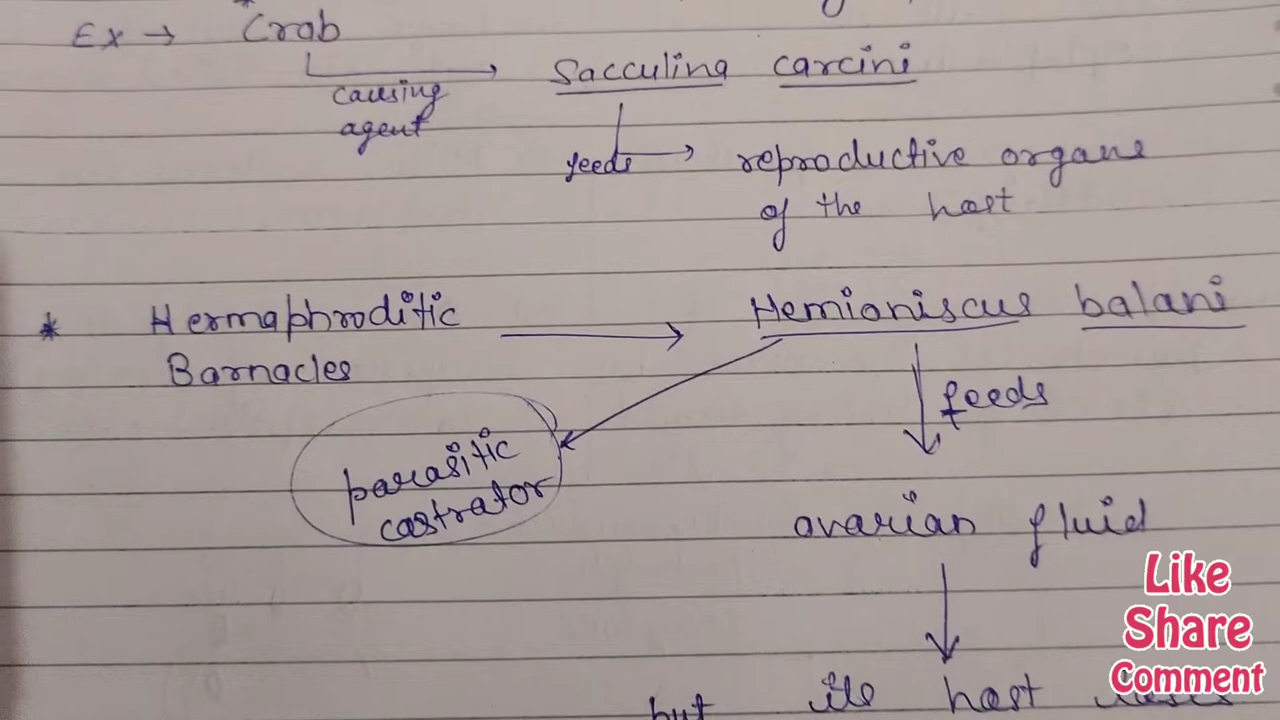 Ex → Crab
causing
agent
Sacculina carcini
feeds → reproductive organs
of the host
* Hermaphroditic
Barnacles
→ Hemioniscus balani
feeds
parasitic
castrator
ovarian fluid
but its host
Like
Share
Comment